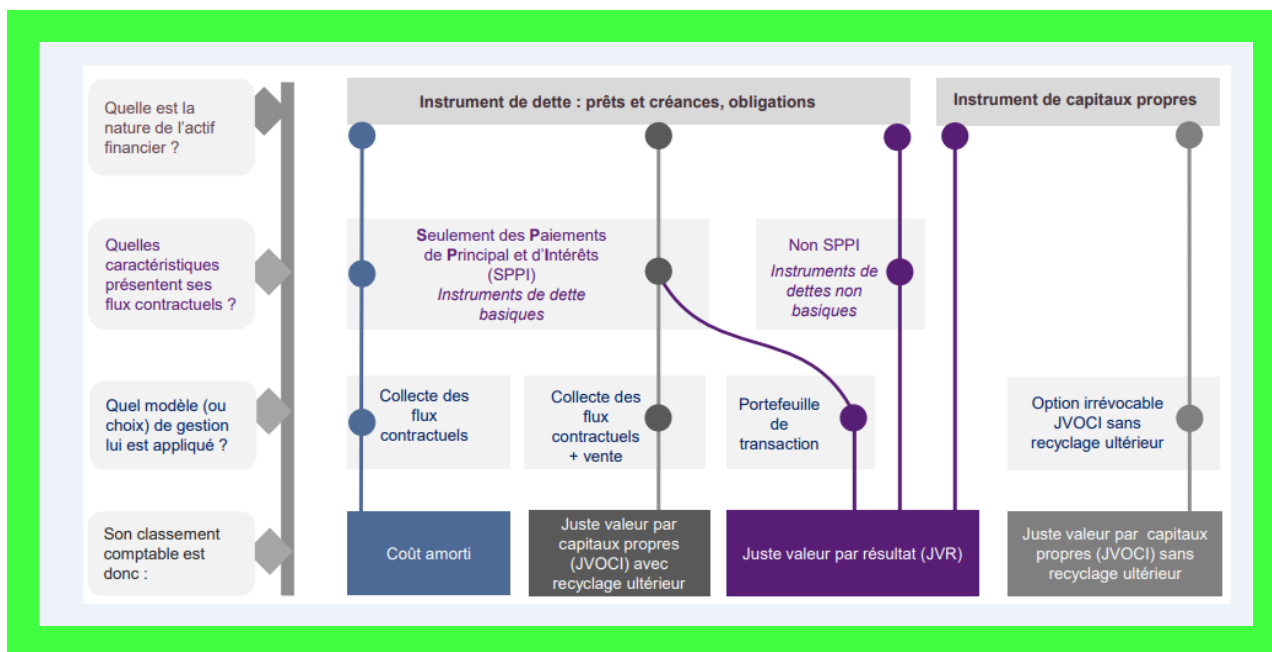 Quelle est la
nature de l'actif
financier ?
Instrument de dette : prêts et créances, obligations
Instrument de capitaux propres
Quelles
caractéristiques
présentent ses
flux contractuels ?
Seulement des Paiements
de Principal et d'Intérêts
(SPPI)
Instruments de dette
basiques
Non SPPI
Instruments de
dettes non
basiques
Quel modèle (ou
choix) de gestion
lui est appliqué ?
Collecte des
flux
contractuels
Collecte des
flux
contractuels
+ vente
Portefeuille
de
transaction
Option irrévocable
JVOCI sans
recyclage ultérieur
Son classement
comptable est
donc :
Coût amorti
Juste valeur par
capitaux propres
(JVOCI) avec
recyclage ultérieur
Juste valeur par résultat (JVR)
Juste valeur par capitaux
propres (JVOCI) sans
recyclage ultérieur